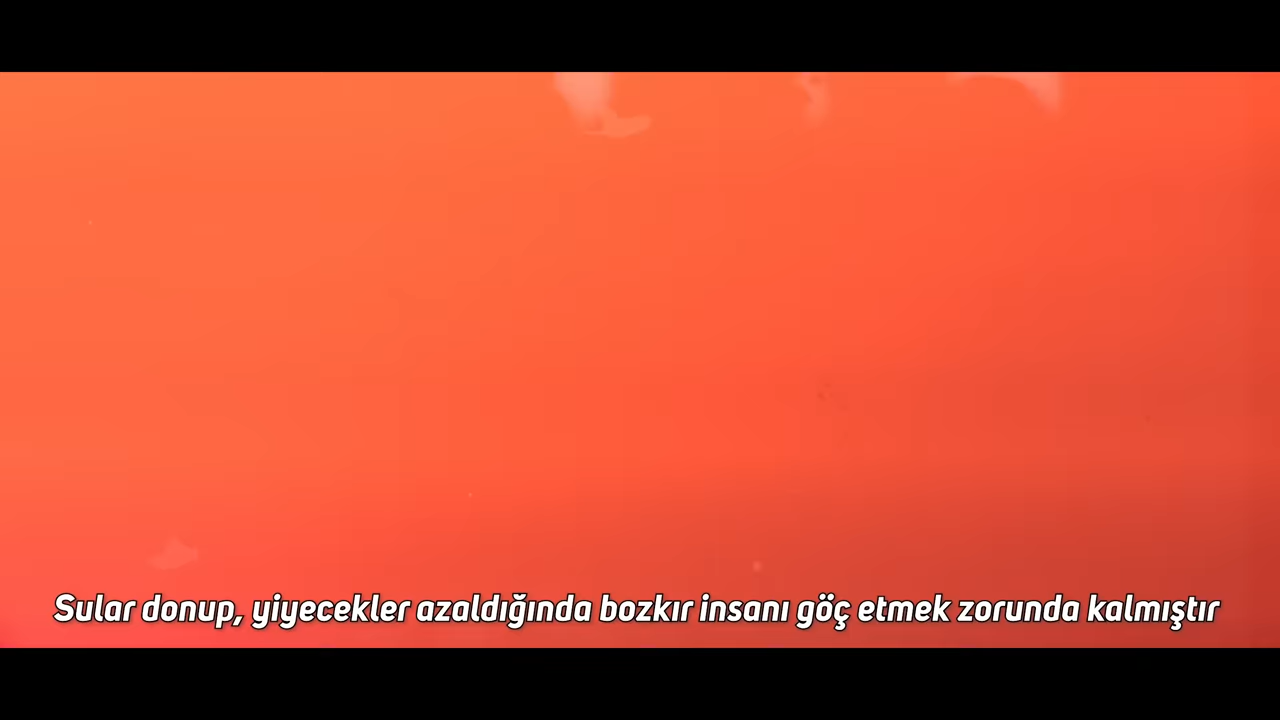 Sular donup, yiyecekler azaldığında bozkır insanı göç etmek zorunda kalmıştır